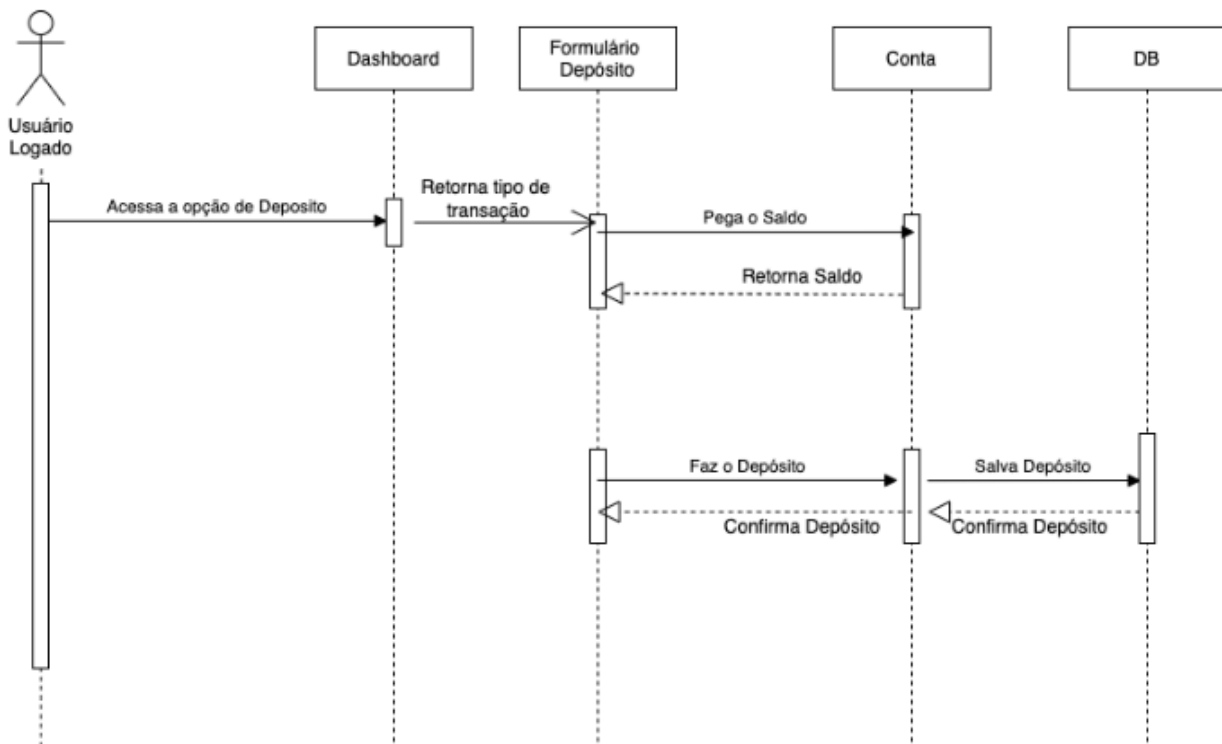 Dashboard
Formulário
Depósito
Conta
DB
Usuário
Logado
Acessa a opção de Deposito
Retorna tipo de
transação
Pega o Saldo
Retorna Saldo
Faz o Depósito
Salva Depósito
Confirma Depósito
Confirma Depósito